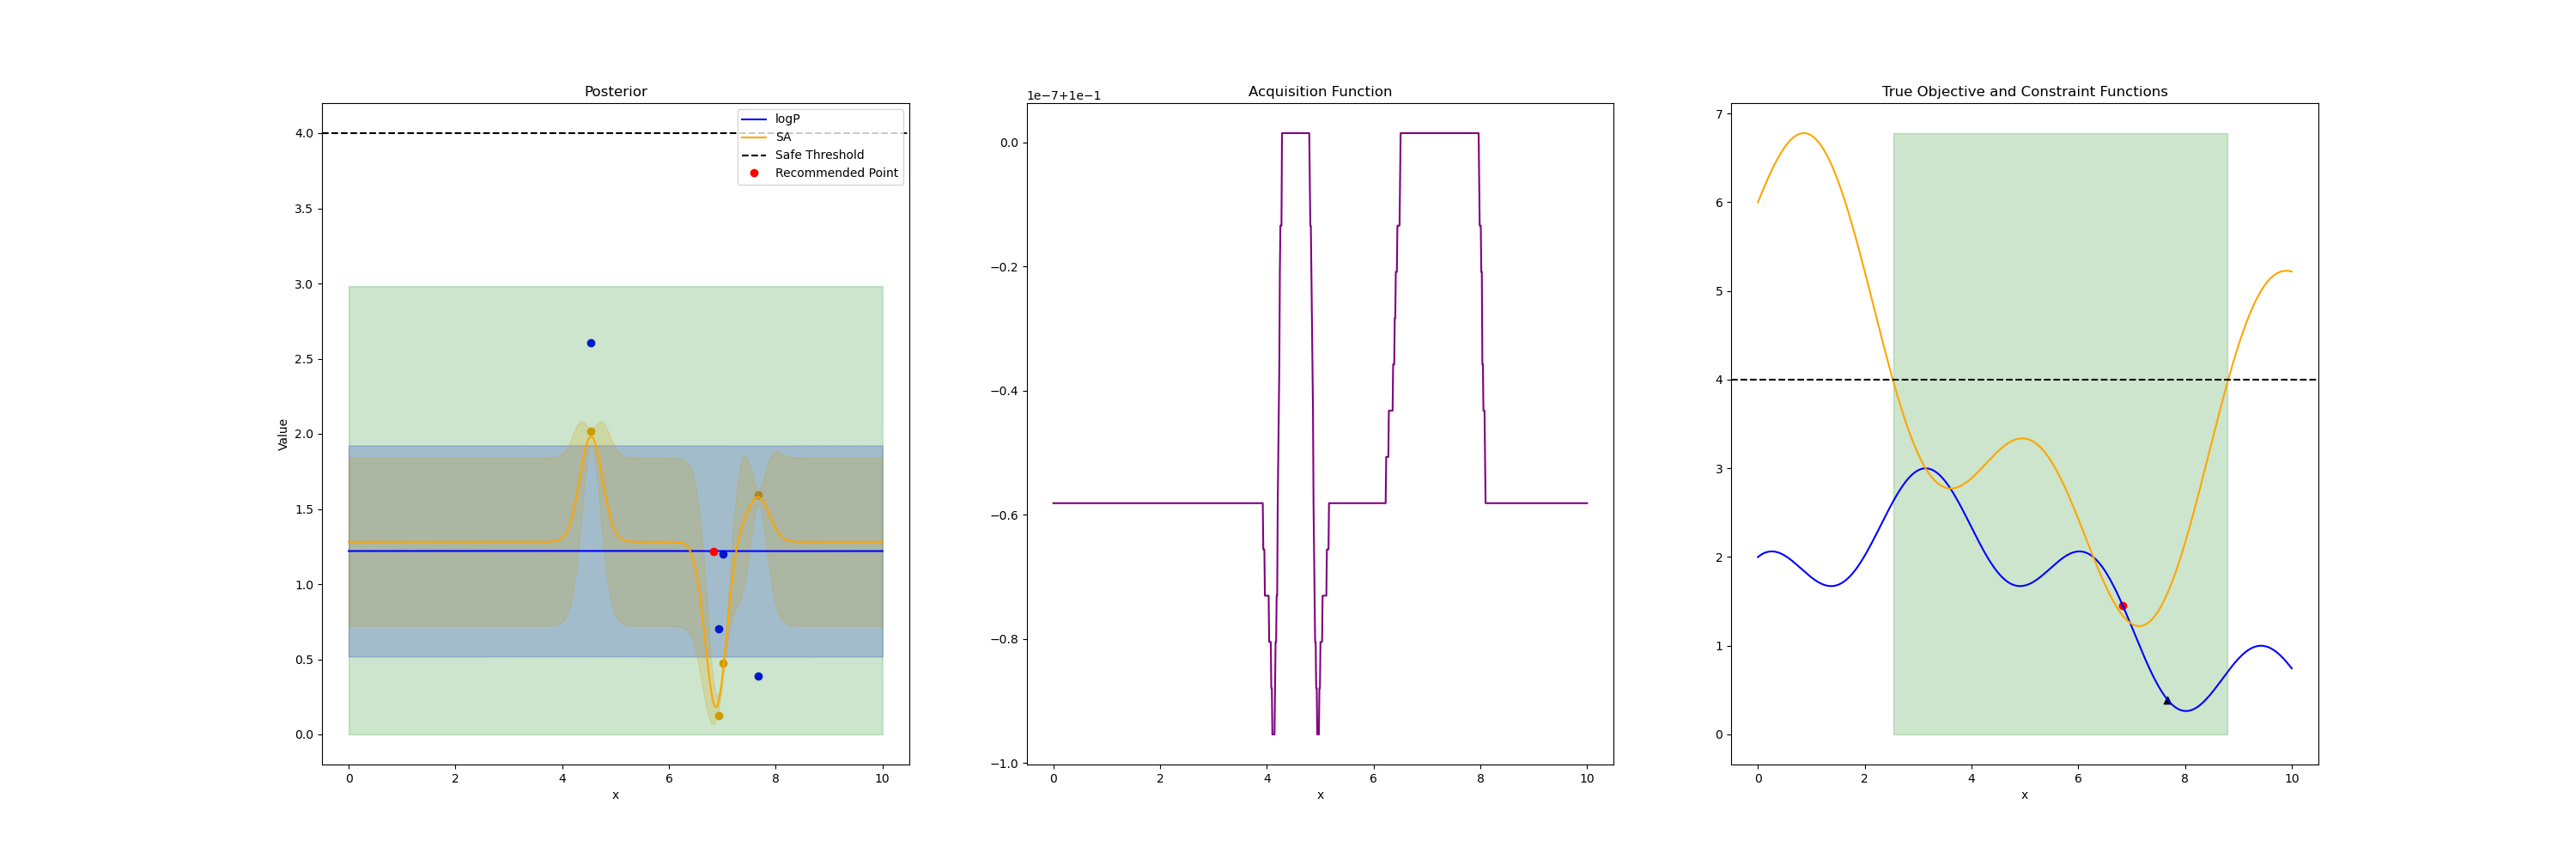 Posterior
Value
4.0
3.5
3.0
2.5
2.0
1.5
1.0
0.5
0.0
logP
SA
Safe Threshold
Recommended Point
0 2 4 6 8 10
x
Acquisition Function
1e−7+1e−1
0.0
−0.2
−0.4
−0.6
−0.8
−1.0
0 2 4 6 8 10
x
True Objective and Constraint Functions
7
6
5
4
3
2
1
0
0 2 4 6 8 10
x